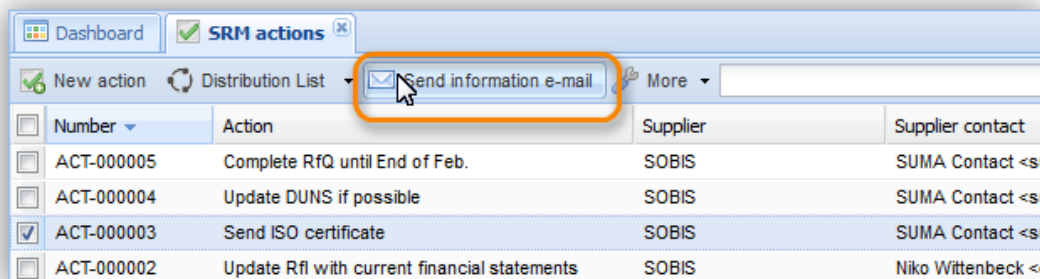 Dashboard SRM actions
New action Distribution List Send information e-mail More
Number Action Supplier Supplier contact
ACT-000005 Complete RfQ until End of Feb. SOBIS SUMA Contact <s
ACT-000004 Update DUNS if possible SOBIS SUMA Contact <s
ACT-000003 Send ISO certificate SOBIS SUMA Contact <s
ACT-000002 Update RfI with current financial statements SOBIS Niko Wittenbeck <